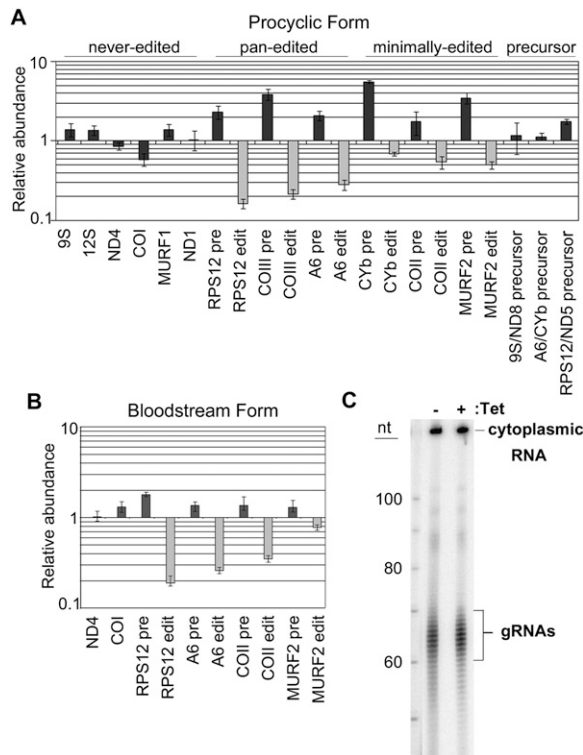 A
Procyclic Form
never-edited pan-edited minimally-edited precursor
Relative abundance
10
1
0.1
9S
12S
ND4
COI
MURF1
ND1
RPS12 pre
RPS12 edit
COIII pre
COIII edit
A6 pre
A6 edit
CYb pre
CYb edit
COII pre
COII edit
MURF2 pre
MURF2 edit
9S/ND8 precursor
A6/CYb precursor
RPS12/ND5 precursor
B
Bloodstream Form
Relative abundance
10
1
0.1
ND4
COI
RPS12 pre
RPS12 edit
A6 pre
A6 edit
COII pre
COII edit
MURF2 pre
MURF2 edit
C
- + :Tet
nt
cytoplasmic
RNA
100
80
gRNAs
60